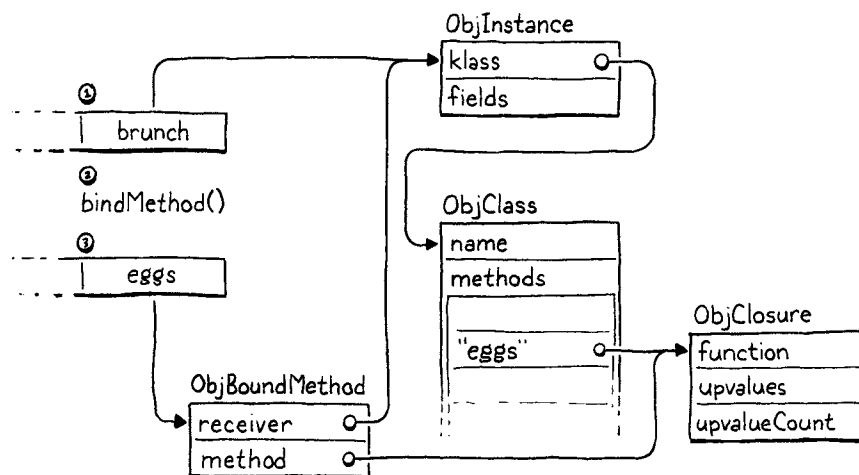 ObjInstance
klass
fields
①
brunch
②
bindMethod()
③
eggs
ObjClass
name
methods
"eggs"
ObjClosure
function
upvalues
upvalueCount
ObjBoundMethod
receiver
method